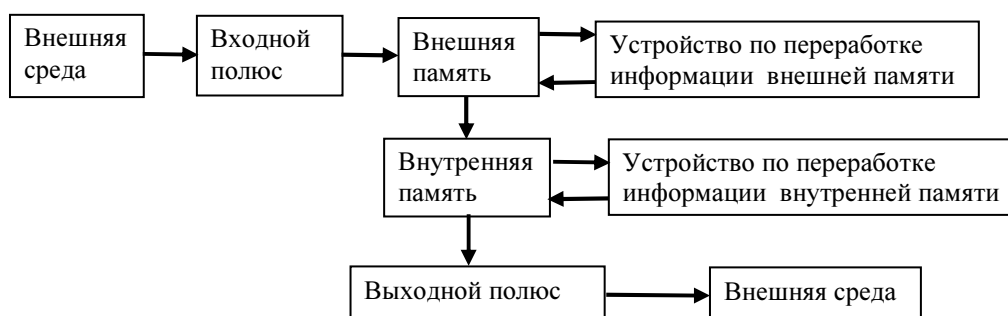 Внешняя
среда
Входной
полюс
Внешняя
память
Устройство по переработке
информации внешней памяти
Внутренняя
память
Устройство по переработке
информации внутренней памяти
Выходной полюс
Внешняя среда